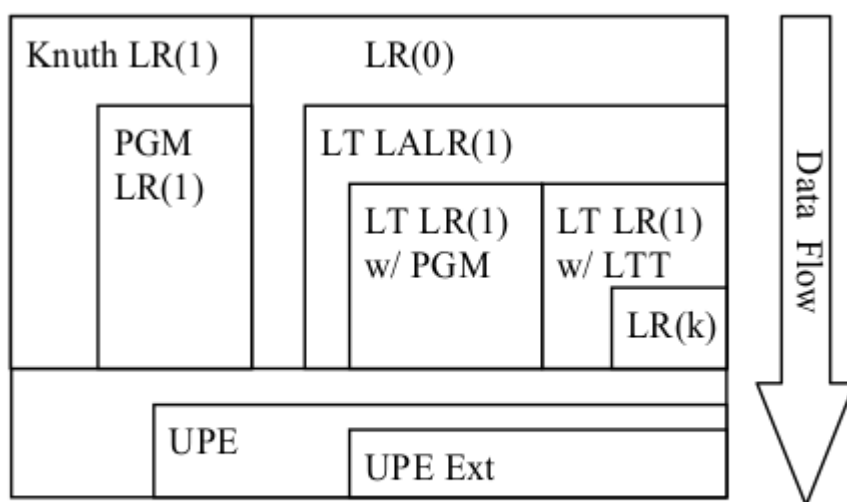 Knuth LR(1)
LR(0)
PGM
LR(1)
LT LALR(1)
LT LR(1)
w/ PGM
LT LR(1)
w/ LTT
LR(k)
UPE
UPE Ext
Data Flow